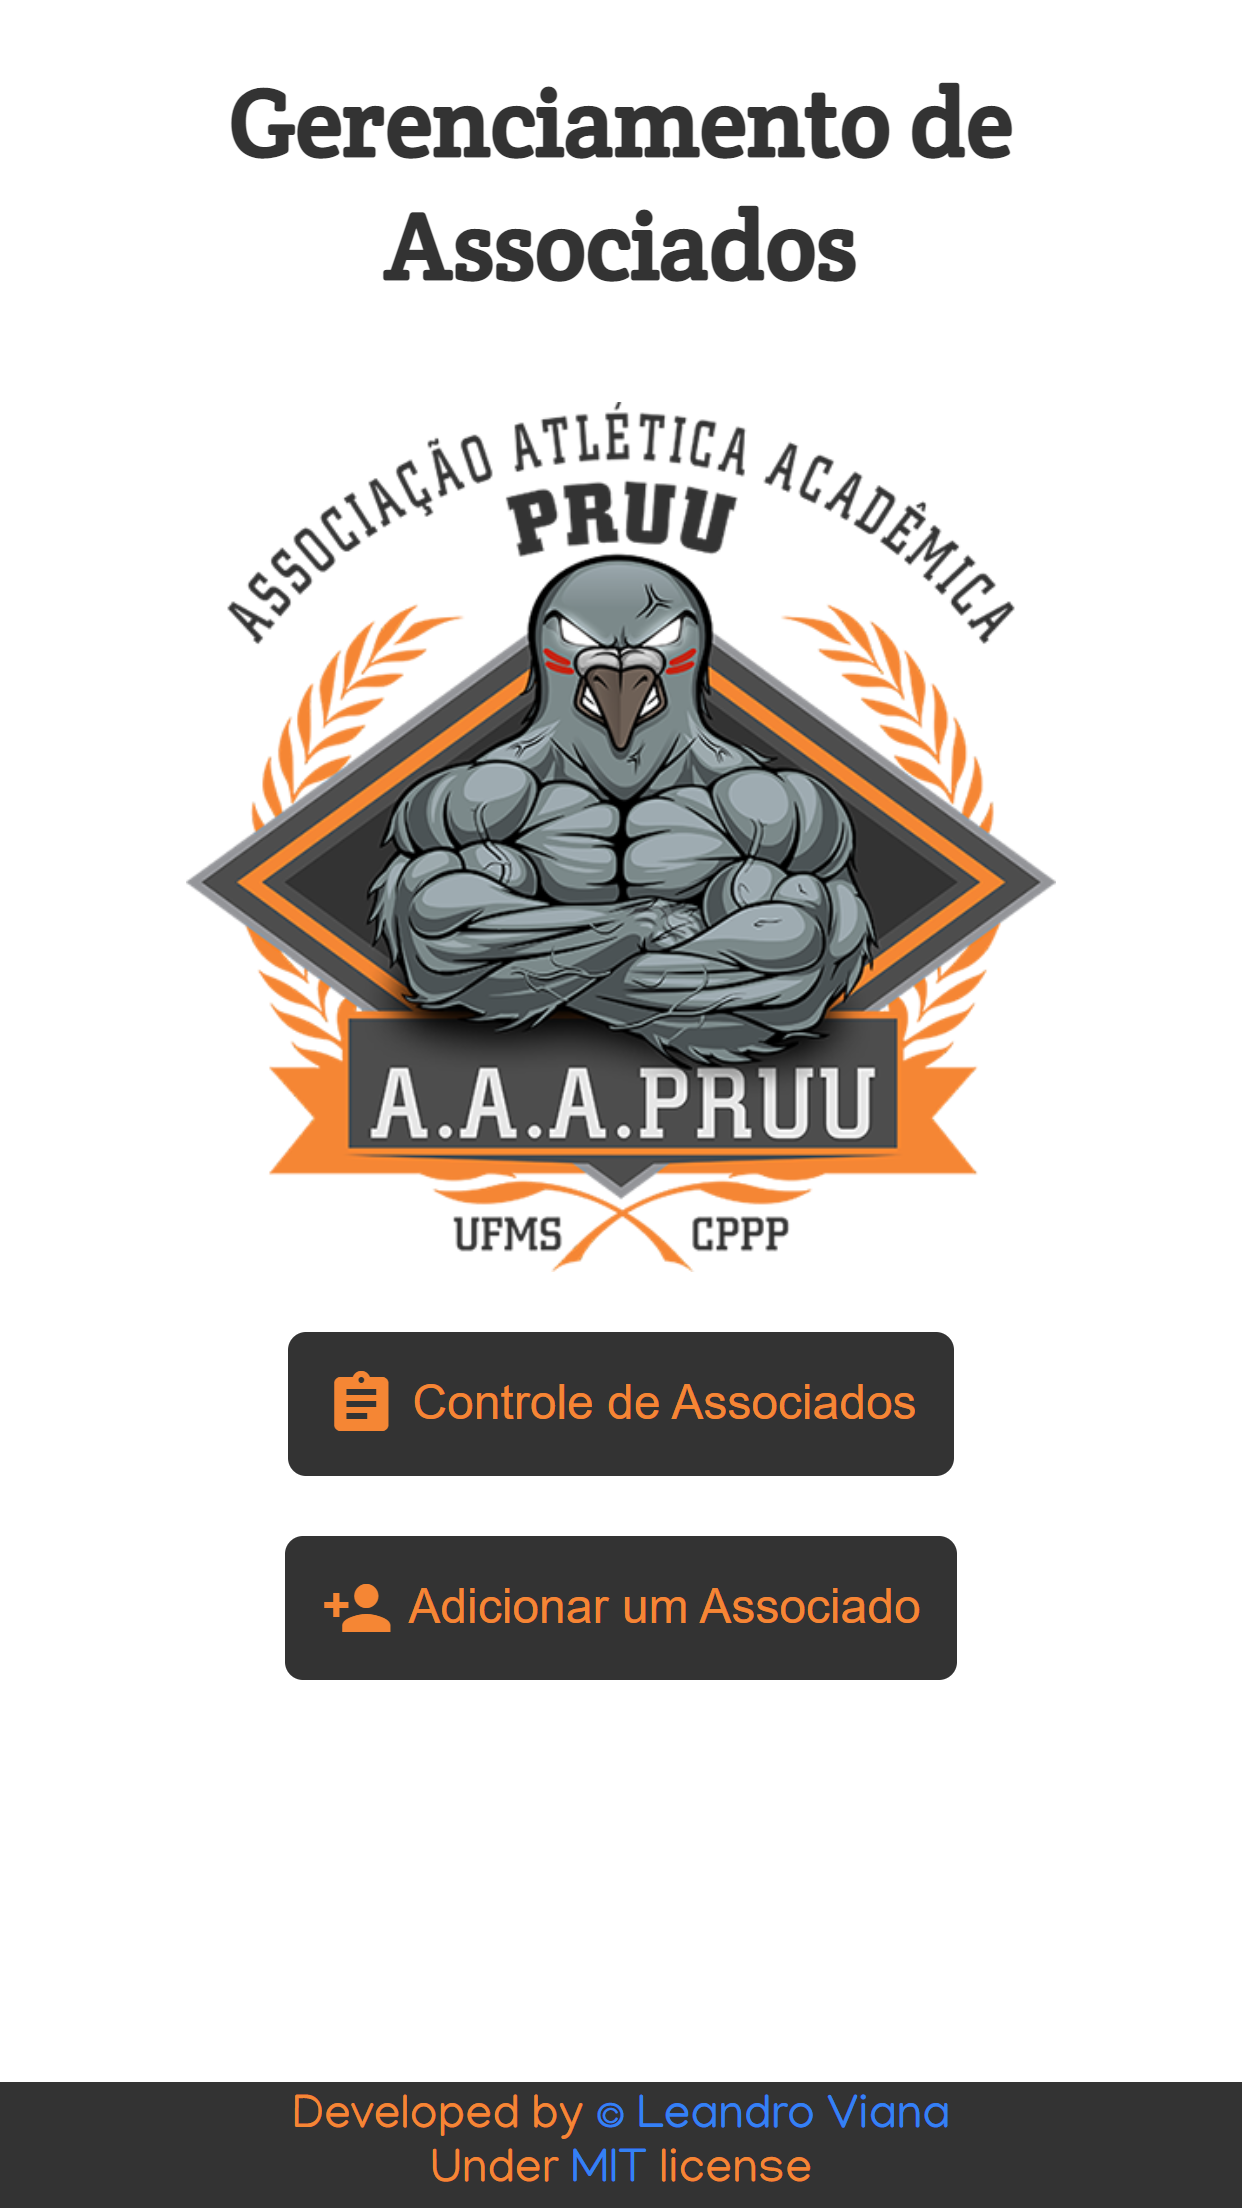 Gerenciamento de
Associados
ASSOCIAÇÃO ATLÉTICA ACADÊMICA
PRUU
A.A.A.PRUU
UFMS CPPP
Controle de Associados
Adicionar um Associado
Developed by © Leandro Viana
Under MIT license